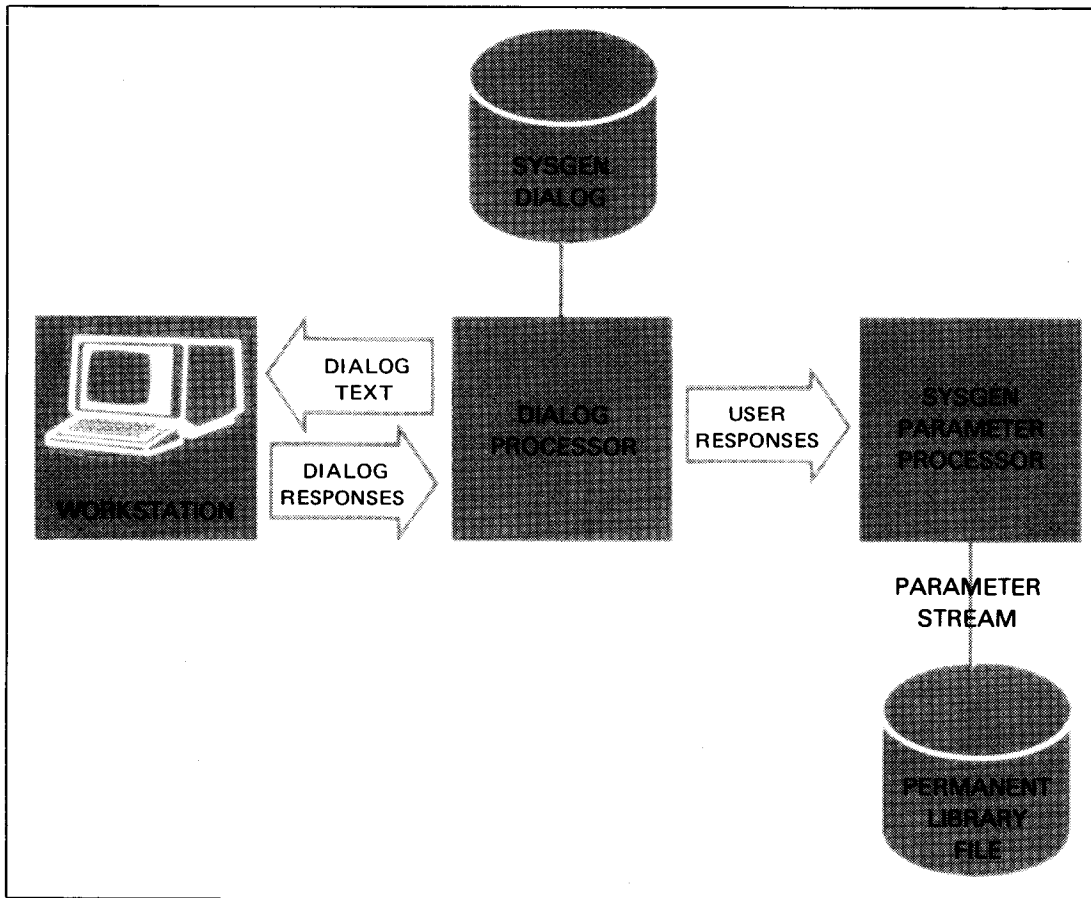 SYSGEN
DIALOG
DIALOG
TEXT
DIALOG
RESPONSES
WORKSTATION
DIALOG
PROCESSOR
USER
RESPONSES
SYSGEN
PARAMETER
PROCESSOR
PARAMETER
STREAM
PERMANENT
LIBRARY
FILE